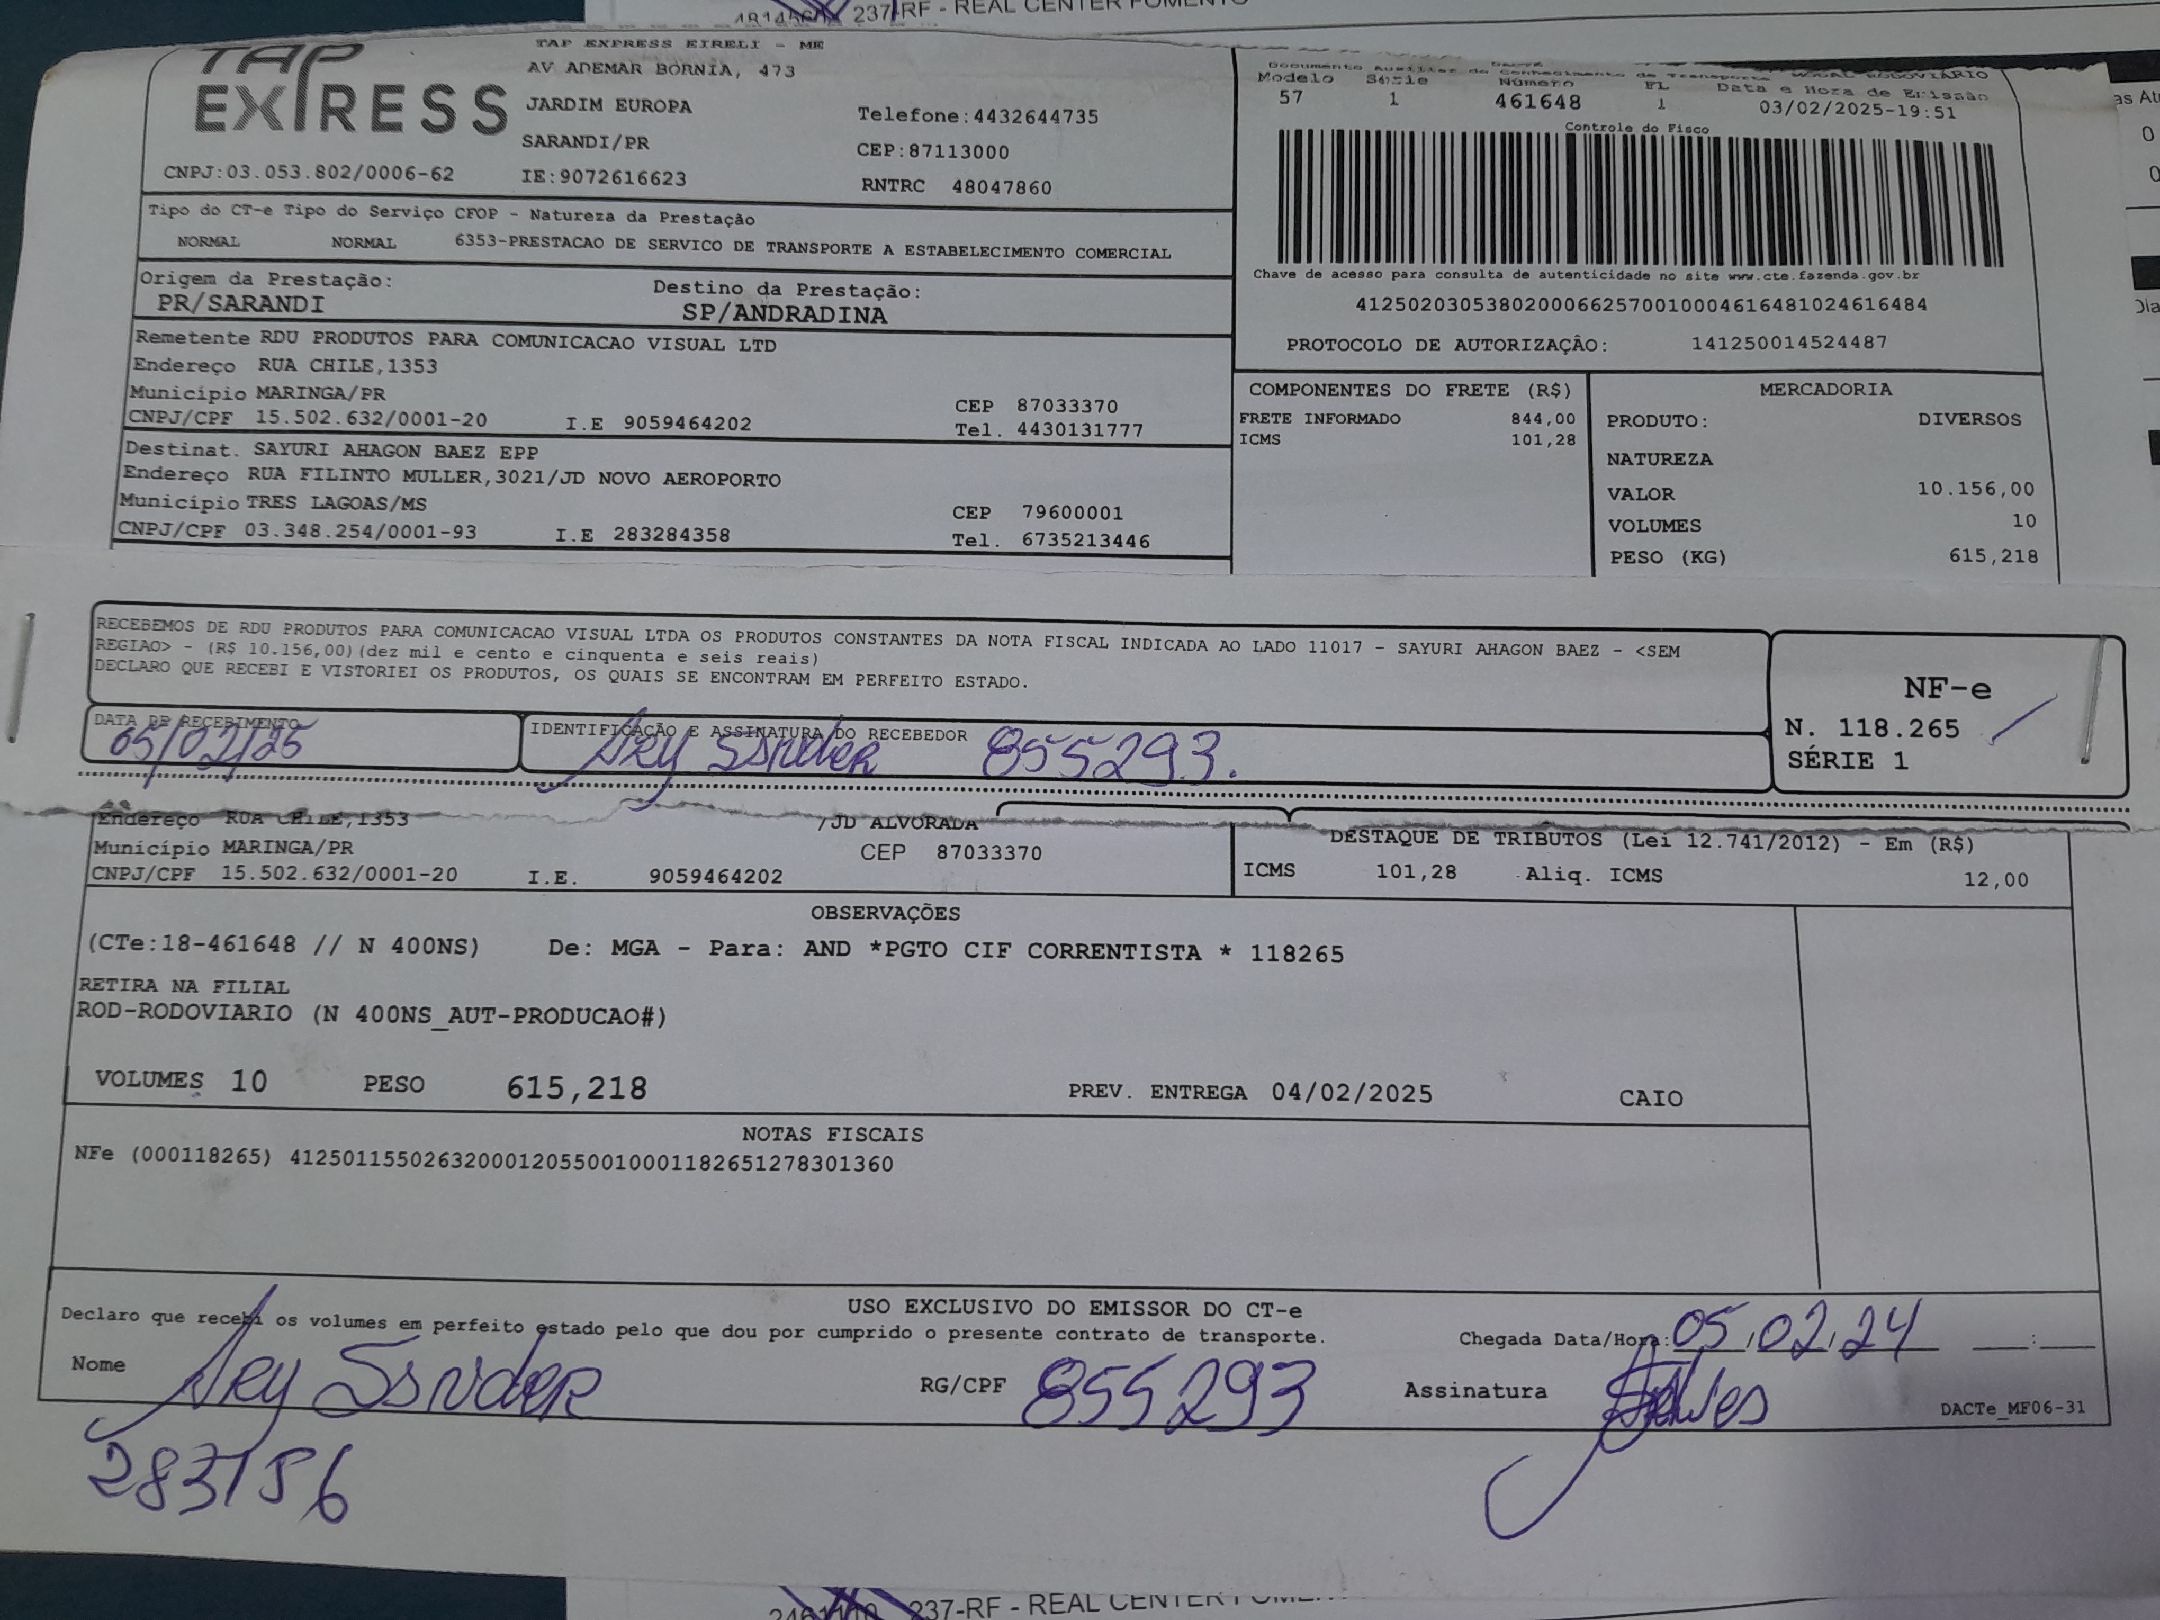 237-RF - REAL CENTER FOMENTO
TAP EXPRESS
TAP EXPRESS EIRELI - ME
AV ADEMAR BORNIA, 473
JARDIM EUROPA
Telefone:4432644735
SARANDI/PR
CEP:87113000
CNPJ:03.053.802/0006-62 IE:9072616623 RNTRC 48047860
Modelo Série Número FL Data e Hora de Emissão
57 1 461648 1 03/02/2025-19:51
Controle do Fisco
Chave de acesso para consulta de autenticidade no site www.cte.fazenda.gov.br
41250203053802000662570010004616481024616484
PROTOCOLO DE AUTORIZAÇÃO: 141250014524487
Tipo do CT-e Tipo do Serviço CFOP - Natureza da Prestação
NORMAL NORMAL 6353-PRESTACAO DE SERVICO DE TRANSPORTE A ESTABELECIMENTO COMERCIAL
Origem da Prestação: Destino da Prestação:
PR/SARANDI SP/ANDRADINA
Remetente RDU PRODUTOS PARA COMUNICACAO VISUAL LTD
Endereço RUA CHILE,1353
Município MARINGA/PR CEP 87033370
CNPJ/CPF 15.502.632/0001-20 I.E 9059464202 Tel. 4430131777
Destinat. SAYURI AHAGON BAEZ EPP
Endereço RUA FILINTO MULLER,3021/JD NOVO AEROPORTO
Município TRES LAGOAS/MS CEP 79600001
CNPJ/CPF 03.348.254/0001-93 I.E 283284358 Tel. 6735213446
COMPONENTES DO FRETE (R$)
FRETE INFORMADO 844,00
ICMS 101,28
MERCADORIA
PRODUTO: DIVERSOS
NATUREZA
VALOR 10.156,00
VOLUMES 10
PESO (KG) 615,218
RECEBEMOS DE RDU PRODUTOS PARA COMUNICACAO VISUAL LTDA OS PRODUTOS CONSTANTES DA NOTA FISCAL INDICADA AO LADO 11017 - SAYURI AHAGON BAEZ - <SEM
REGIAO> - (R$ 10.156,00)(dez mil e cento e cinquenta e seis reais)
DECLARO QUE RECEBI E VISTORIEI OS PRODUTOS, OS QUAIS SE ENCONTRAM EM PERFEITO ESTADO.
DATA DE RECEBIMENTO
05/02/25
IDENTIFICAÇÃO E ASSINATURA DO RECEBEDOR
Ary 855293.
NF-e
N. 118.265
SÉRIE 1
Endereço RUA CHILE,1353 /JD ALVORADA
Município MARINGA/PR CEP 87033370
CNPJ/CPF 15.502.632/0001-20 I.E. 9059464202
DESTAQUE DE TRIBUTOS (Lei 12.741/2012) - Em (R$)
ICMS 101,28 Aliq. ICMS 12,00
OBSERVAÇÕES
(CTe:18-461648 // N 400NS) De: MGA - Para: AND *PGTO CIF CORRENTISTA * 118265
RETIRA NA FILIAL
ROD-RODOVIARIO (N 400NS_AUT-PRODUCAO#)
VOLUMES 10 PESO 615,218 PREV. ENTREGA 04/02/2025 CAIO
NOTAS FISCAIS
NFe (000118265) 41250115502632000120550010001182651278301360
USO EXCLUSIVO DO EMISSOR DO CT-e
Declaro que recebi os volumes em perfeito estado pelo que dou por cumprido o presente contrato de transporte.
Chegada Data/Hora: 05/02/24 :
Nome Ary RG/CPF 855293 Assinatura
DACTe_MF06-31
237-RF - REAL CENTER